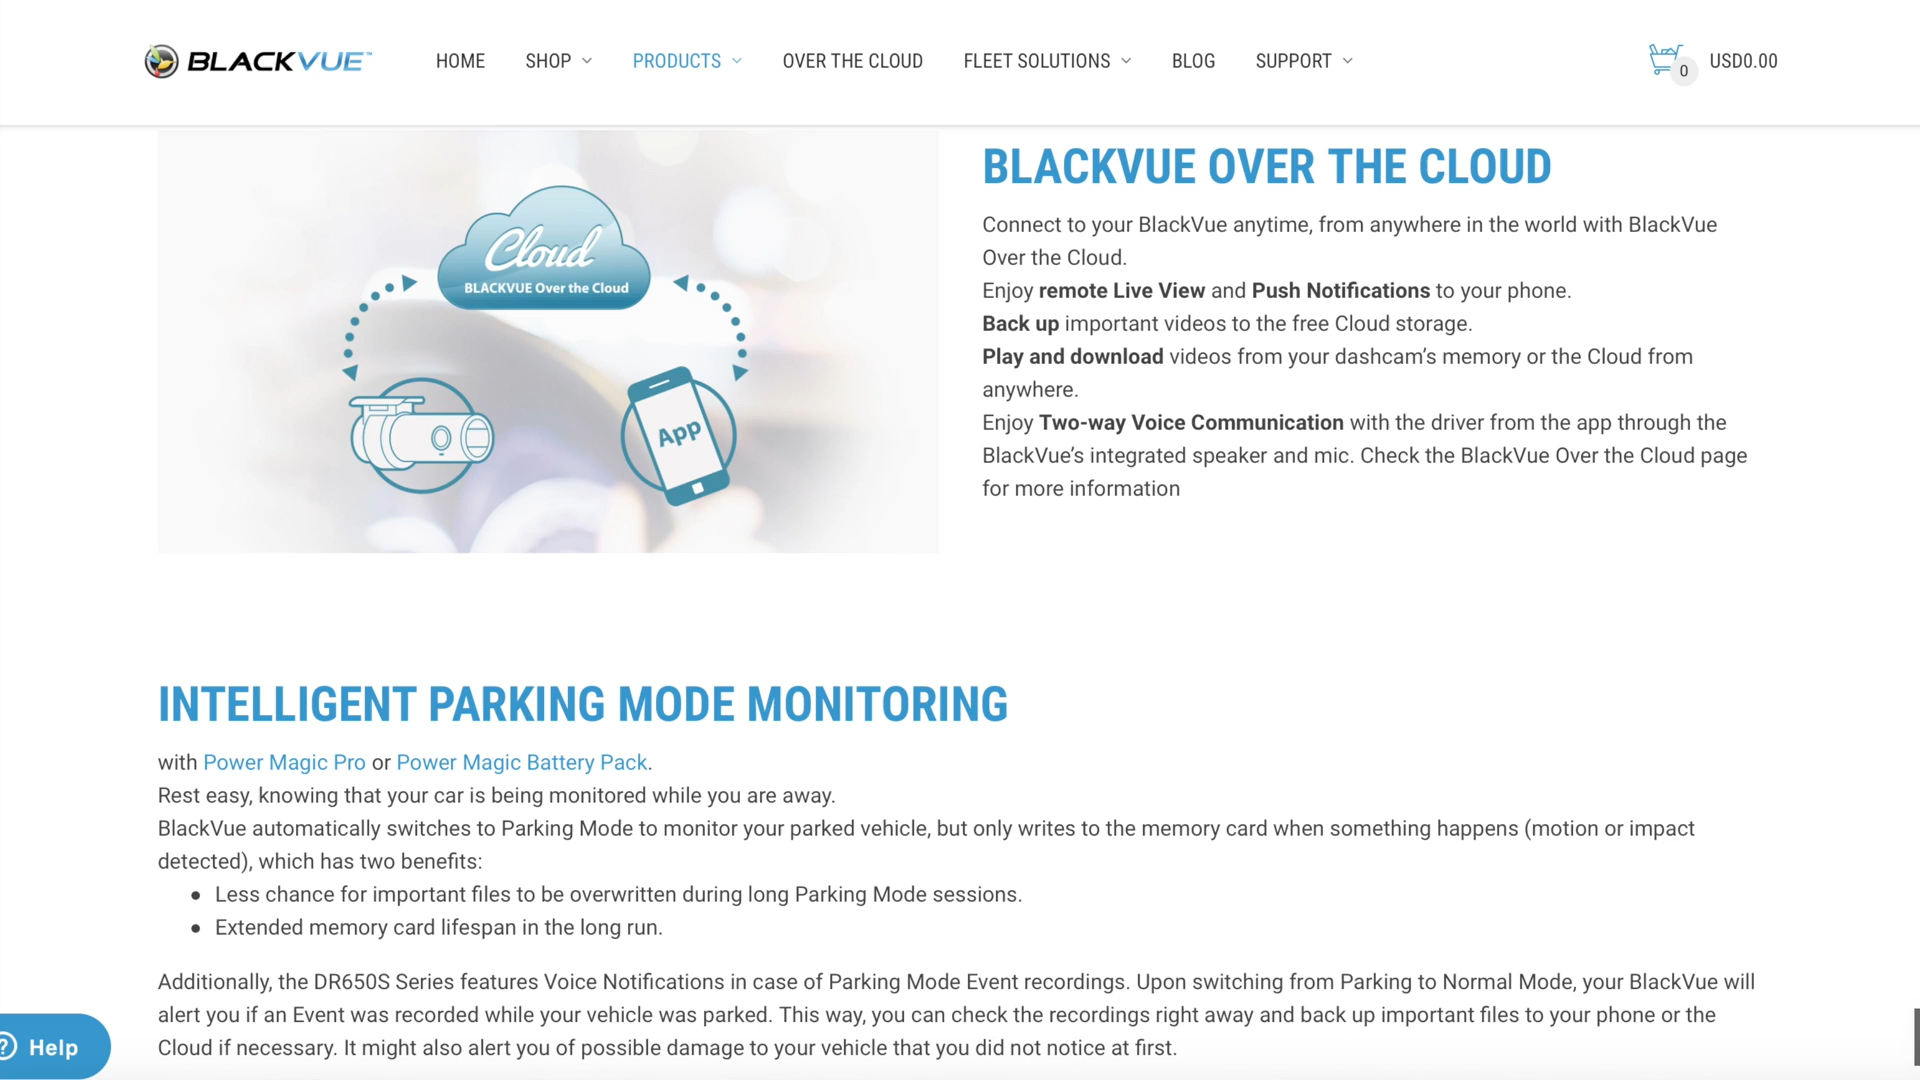 BLACKVUE™
HOME
SHOP
PRODUCTS
OVER THE CLOUD
FLEET SOLUTIONS
BLOG
SUPPORT
0
USD0.00
Cloud
BLACKVUE Over the Cloud
App
BLACKVUE OVER THE CLOUD
Connect to your BlackVue anytime, from anywhere in the world with BlackVue
Over the Cloud.
Enjoy remote Live View and Push Notifications to your phone.
Back up important videos to the free Cloud storage.
Play and download videos from your dashcam’s memory or the Cloud from
anywhere.
Enjoy Two-way Voice Communication with the driver from the app through the
BlackVue’s integrated speaker and mic. Check the BlackVue Over the Cloud page
for more information
INTELLIGENT PARKING MODE MONITORING
with Power Magic Pro or Power Magic Battery Pack.
Rest easy, knowing that your car is being monitored while you are away.
BlackVue automatically switches to Parking Mode to monitor your parked vehicle, but only writes to the memory card when something happens (motion or impact
detected), which has two benefits:
• Less chance for important files to be overwritten during long Parking Mode sessions.
• Extended memory card lifespan in the long run.
Additionally, the DR650S Series features Voice Notifications in case of Parking Mode Event recordings. Upon switching from Parking to Normal Mode, your BlackVue will
alert you if an Event was recorded while your vehicle was parked. This way, you can check the recordings right away and back up important files to your phone or the
Cloud if necessary. It might also alert you of possible damage to your vehicle that you did not notice at first.
? Help